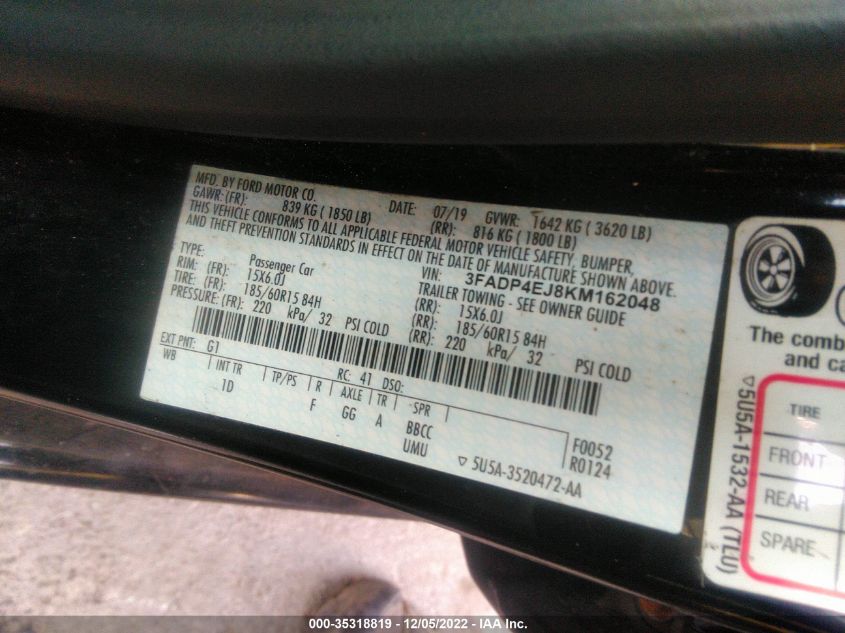 MFD. BY FORD MOTOR CO.
DATE: 07/19 GVWR: 1642 KG ( 3620 LB)
GAWR: (FR): 839 KG ( 1850 LB) (RR): 816 KG ( 1800 LB)
THIS VEHICLE CONFORMS TO ALL APPLICABLE FEDERAL MOTOR VEHICLE SAFETY, BUMPER,
AND THEFT PREVENTION STANDARDS IN EFFECT ON THE DATE OF MANUFACTURE SHOWN ABOVE.
VIN: 3FADP4EJ8KM162048
TYPE: Passenger Car TRAILER TOWING - SEE OWNER GUIDE
RIM: (FR): 15X6.0J (RR): 15X6.0J
TIRE: (FR): 185/60R15 84H (RR): 185/60R15 84H
PRESSURE: (FR): 220 kPa/ 32 PSI COLD (RR): 220 kPa/ 32 PSI COLD
EXT PNT: G1 RC: 41 DSO:
WB INT TR TP/PS R AXLE TR SPR
1D F GG A BBCC F0052
UMU R0124
▽ 5U5A-3520472-AA
The comb
and ca
TIRE
FRONT
REAR
SPARE
▽5U5A-1532-AA (TLU)
000-35318819 - 12/05/2022 - IAA Inc.